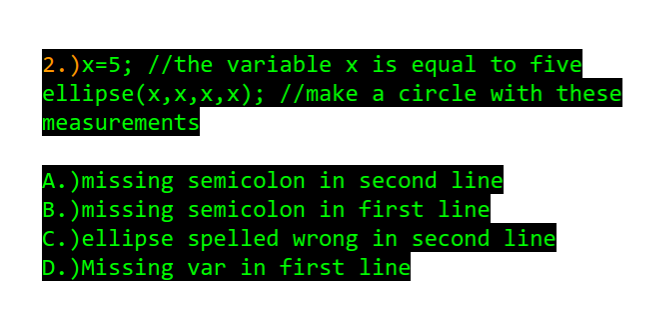 2.)x=5; //the variable x is equal to five
ellipse(x,x,x,x); //make a circle with these
measurements
A.)missing semicolon in second line
B.)missing semicolon in first line
C.)ellipse spelled wrong in second line
D.)Missing var in first line